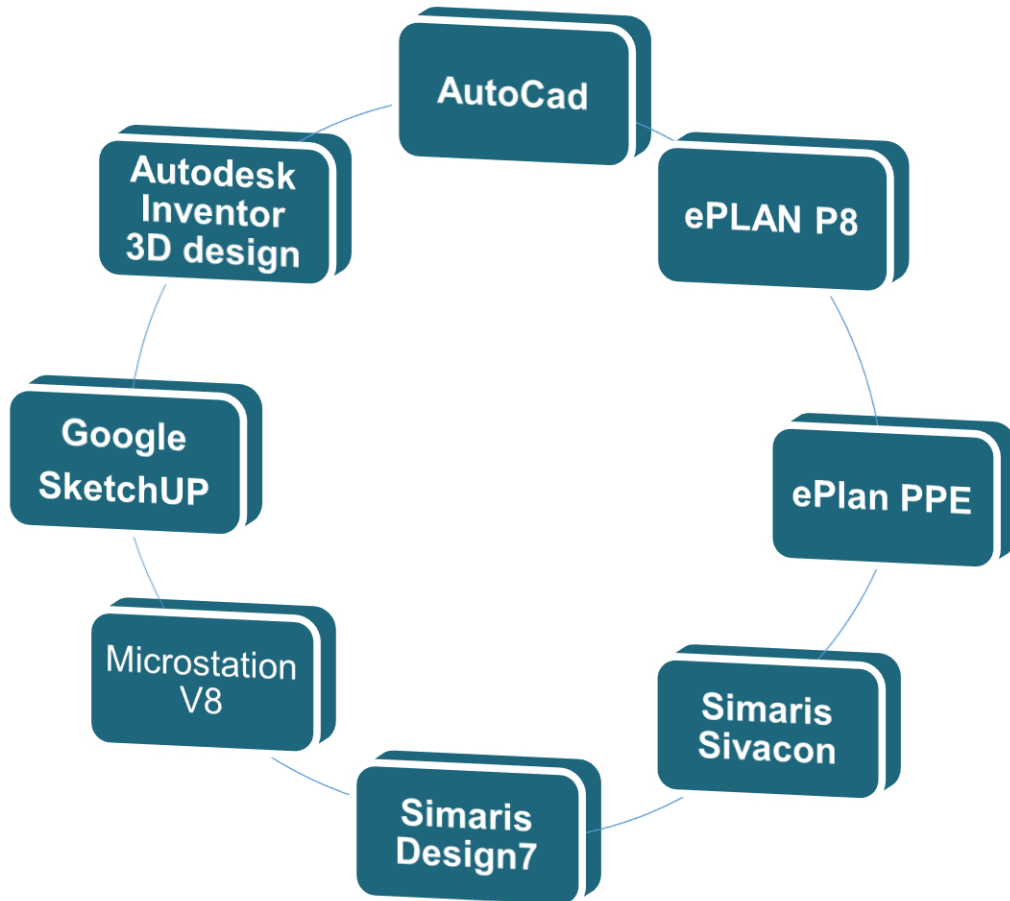 AutoCad
ePLAN P8
ePlan PPE
Simaris
Sivacon
Simaris
Design7
Microstation
V8
Google
SketchUP
Autodesk
Inventor
3D design